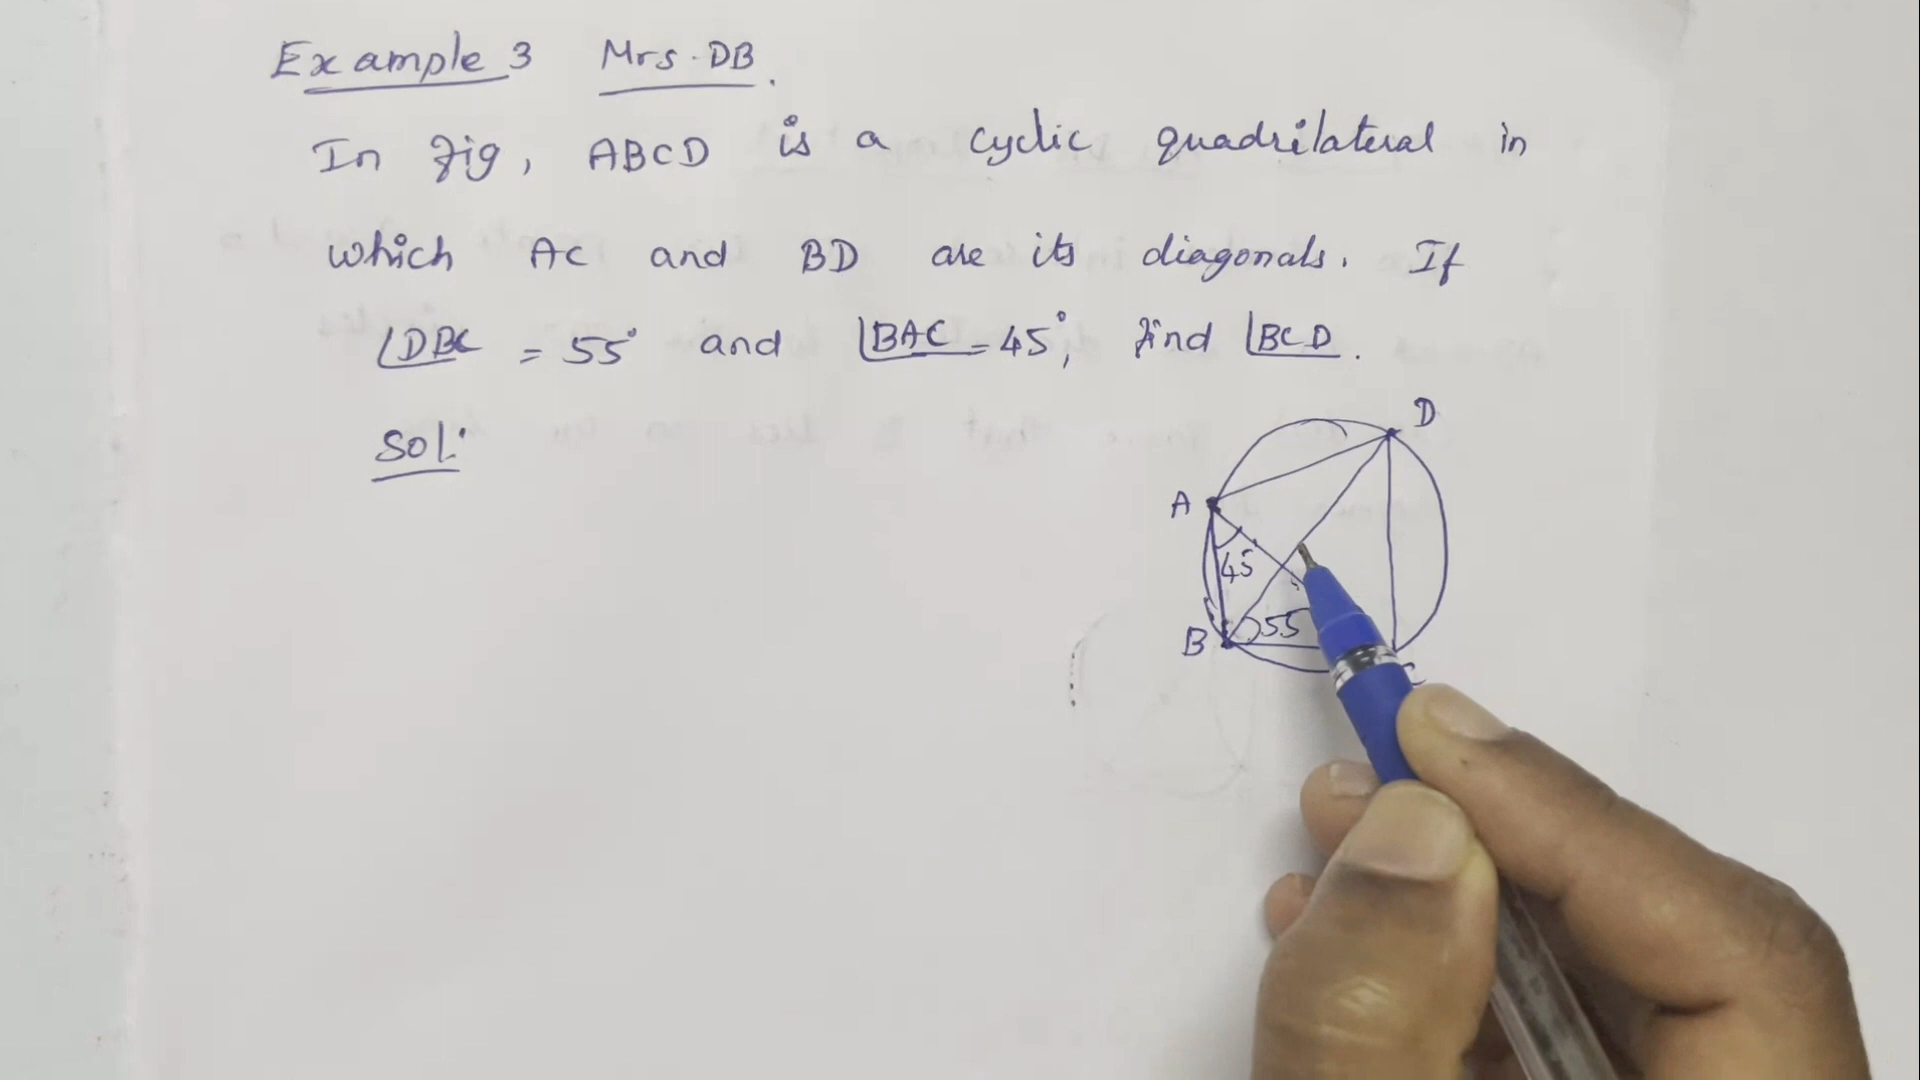 Example 3 Mrs. DB.
In fig, ABCD is a cyclic quadrilateral in
which AC and BD are its diagonals. If
∠DBC = 55° and ∠BAC = 45°, find ∠BCD.
Sol:
D
A
45
B 55
C